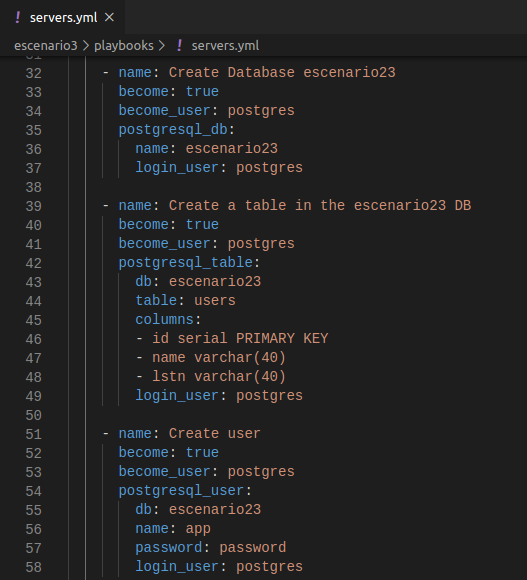 ! servers.yml ×
escenario3 > playbooks > ! servers.yml
31
32 - name: Create Database escenario23
33 become: true
34 become_user: postgres
35 postgresql_db:
36 name: escenario23
37 login_user: postgres
38
39 - name: Create a table in the escenario23 DB
40 become: true
41 become_user: postgres
42 postgresql_table:
43 db: escenario23
44 table: users
45 columns:
46 - id serial PRIMARY KEY
47 - name varchar(40)
48 - lstn varchar(40)
49 login_user: postgres
50
51 - name: Create user
52 become: true
53 become_user: postgres
54 postgresql_user:
55 db: escenario23
56 name: app
57 password: password
58 login_user: postgres